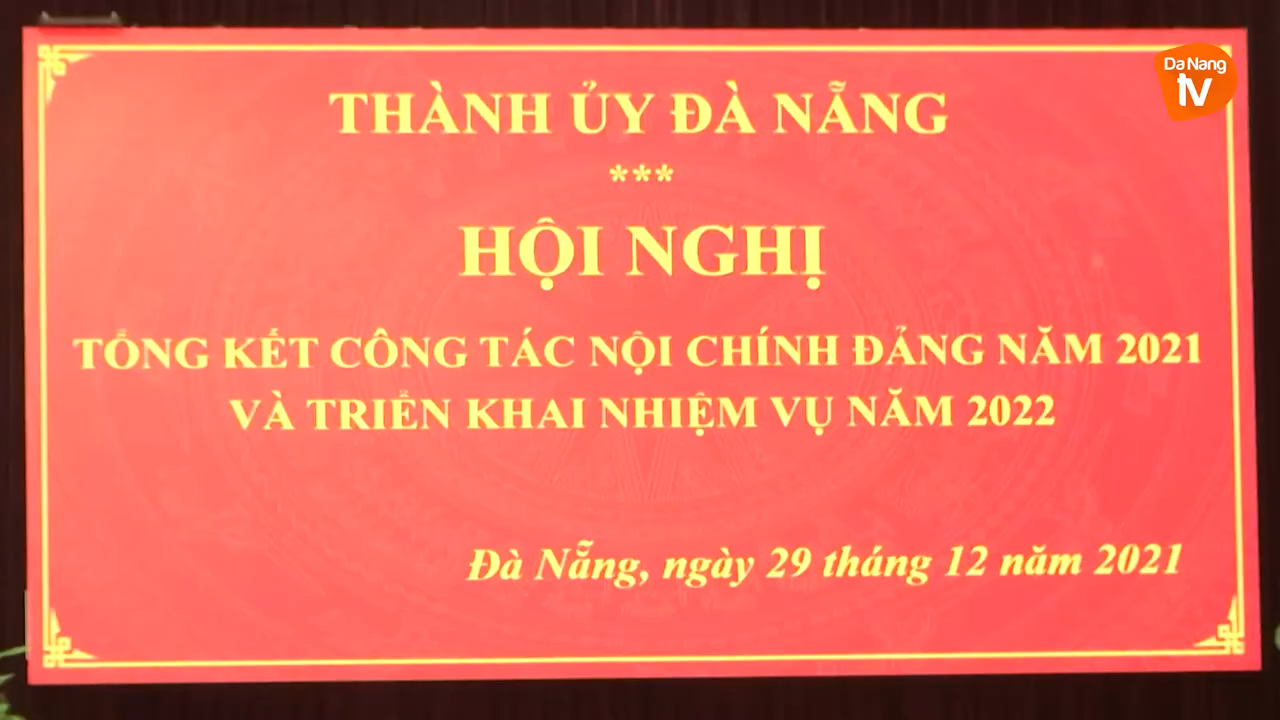 Da Nang
tv
THÀNH ỦY ĐÀ NẴNG
***
HỘI NGHỊ
TỔNG KẾT CÔNG TÁC NỘI CHÍNH ĐẢNG NĂM 2021
VÀ TRIỂN KHAI NHIỆM VỤ NĂM 2022
Đà Nẵng, ngày 29 tháng 12 năm 2021